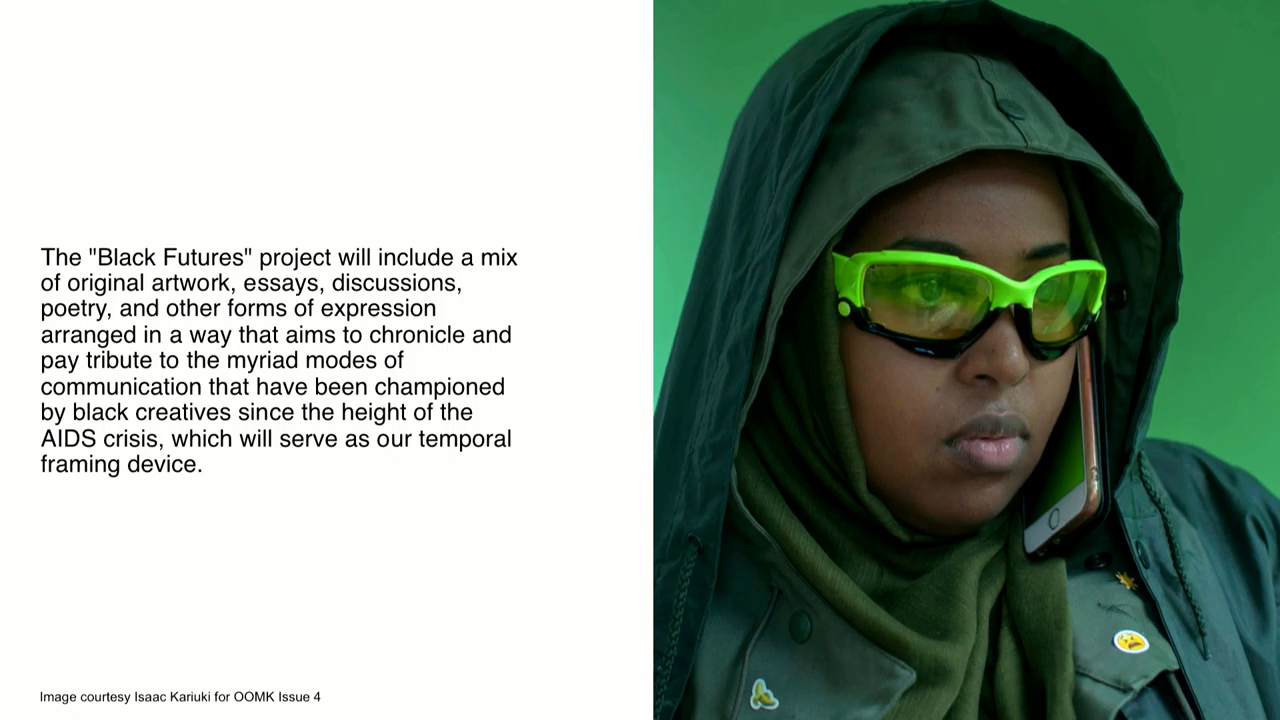 The "Black Futures" project will include a mix
of original artwork, essays, discussions,
poetry, and other forms of expression
arranged in a way that aims to chronicle and
pay tribute to the myriad modes of
communication that have been championed
by black creatives since the height of the
AIDS crisis, which will serve as our temporal
framing device.
Image courtesy Isaac Kariuki for OOMK Issue 4